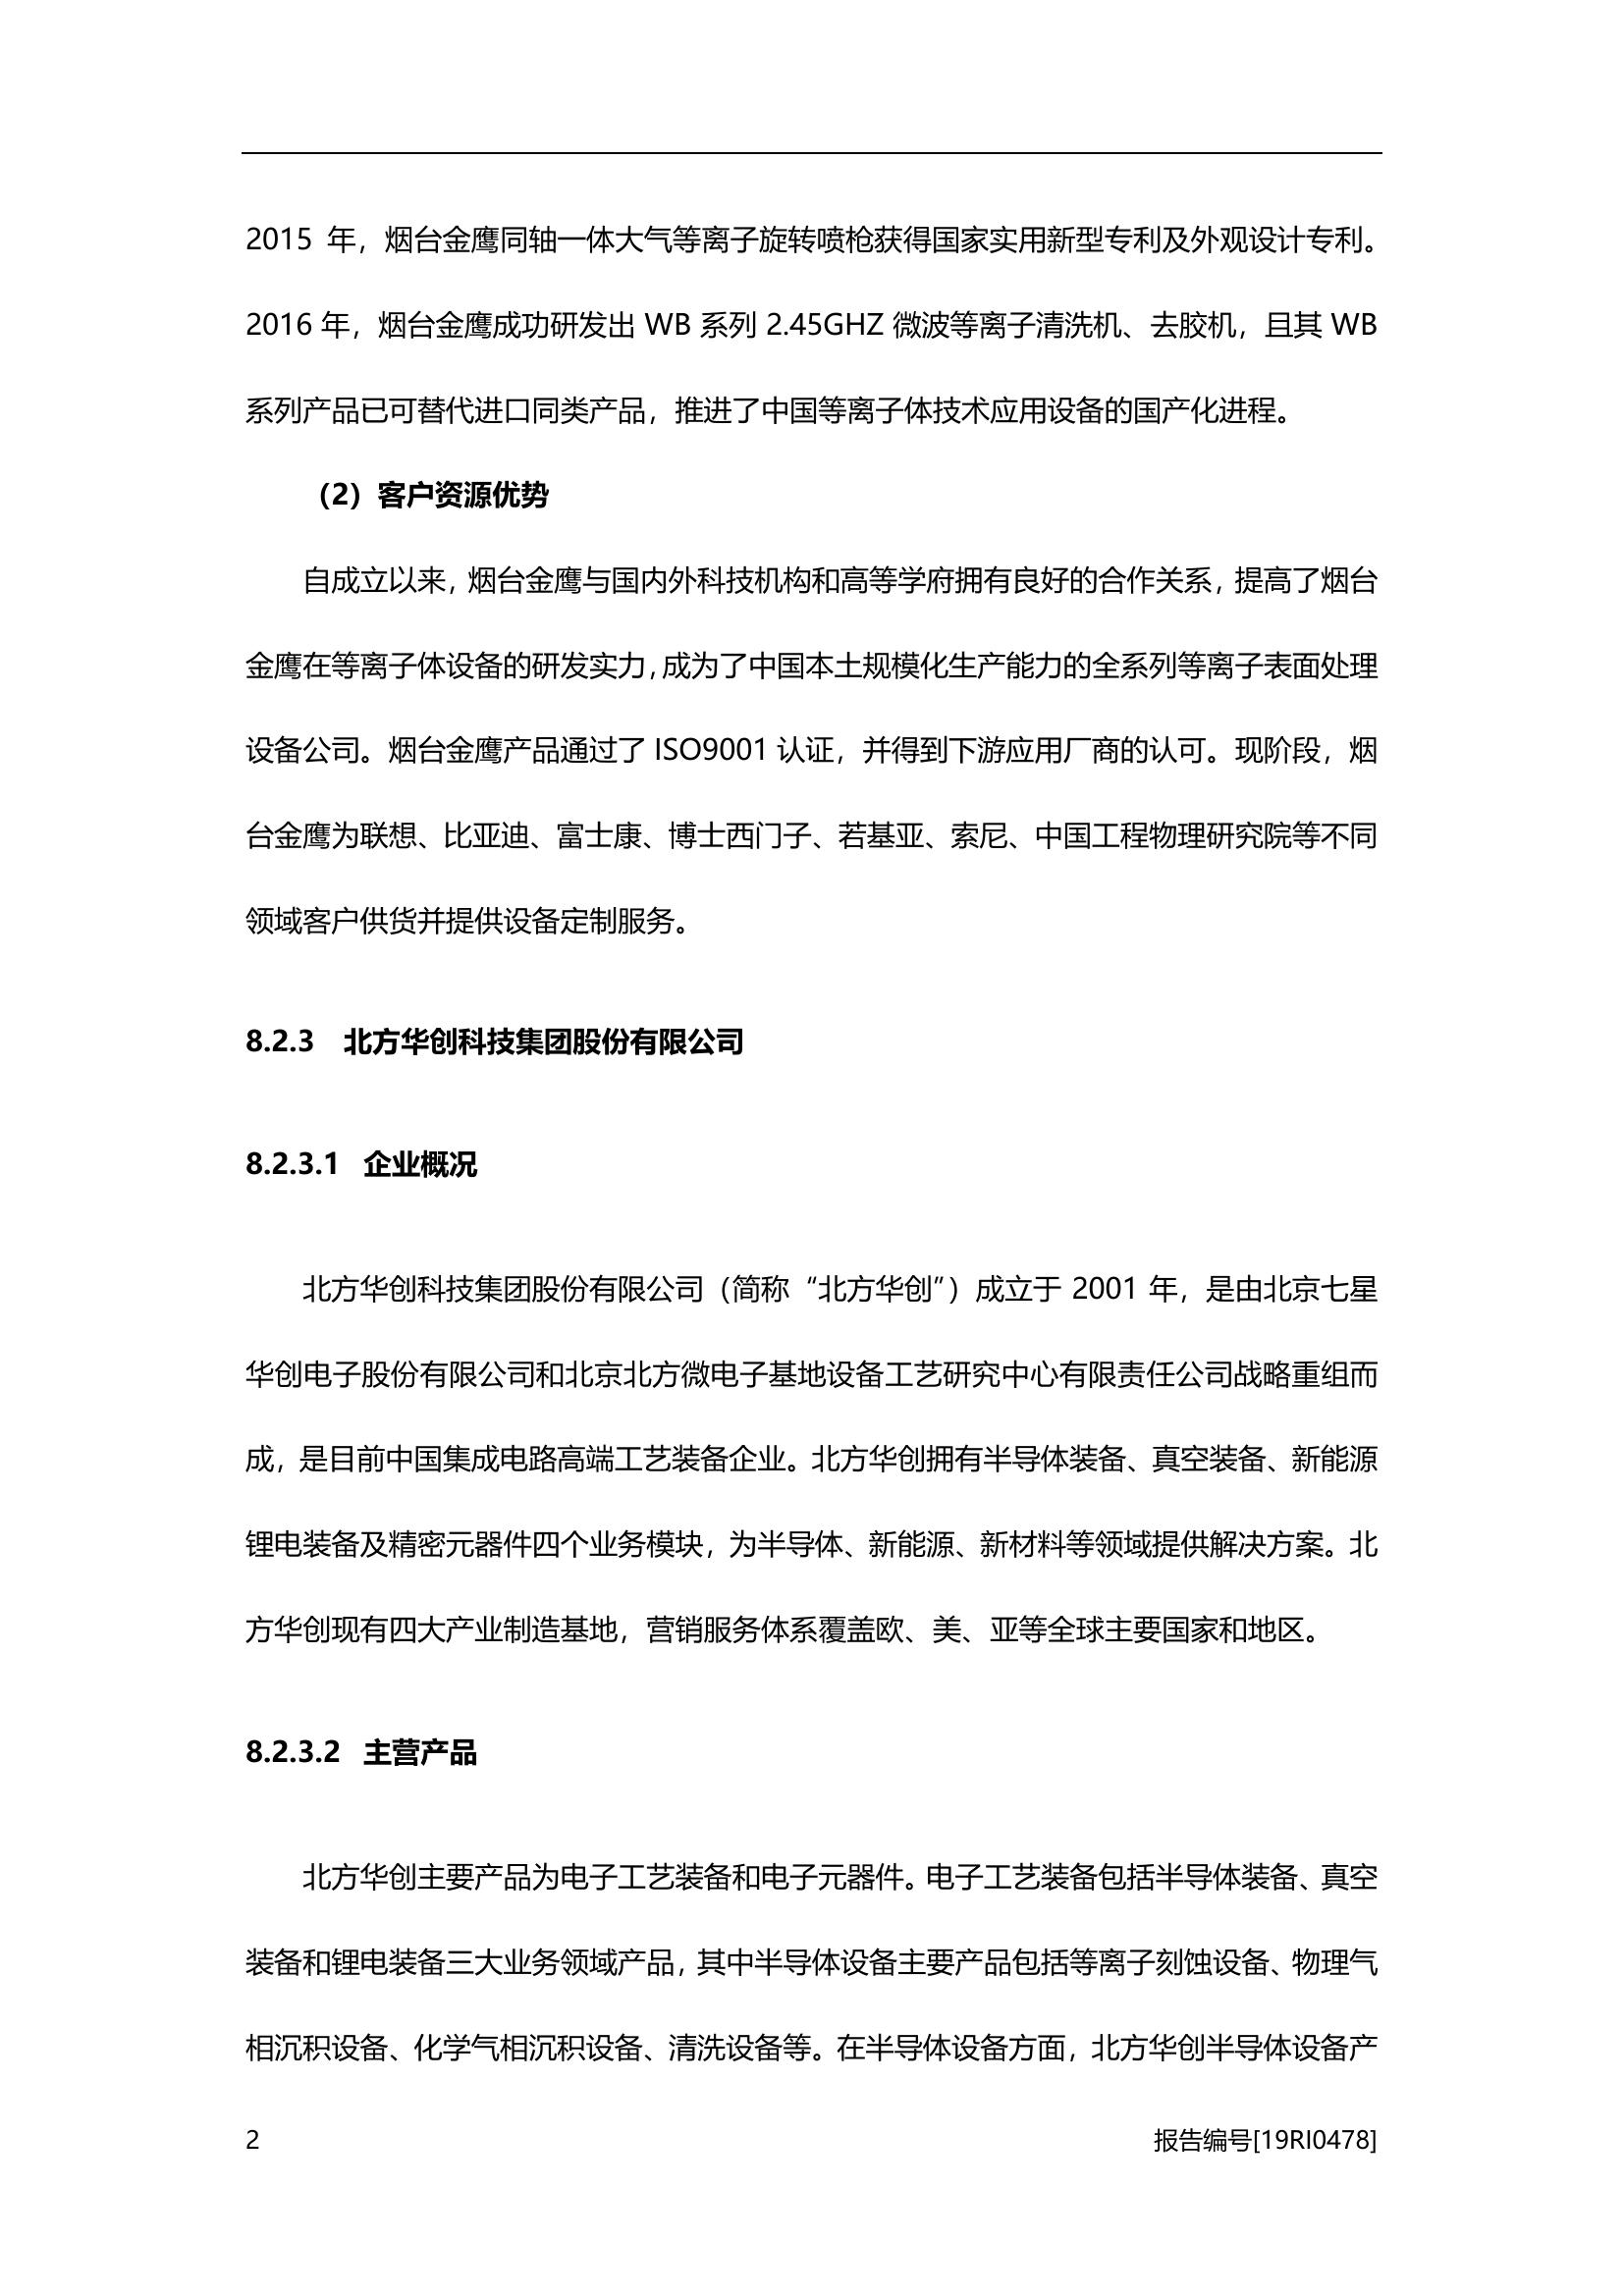 2015 年，烟台金鹰同轴一体大气等离子旋转喷枪获得国家实用新型专利及外观设计专利。
2016 年，烟台金鹰成功研发出 WB 系列 2.45GHZ 微波等离子清洗机、去胶机，且其 WB
系列产品已可替代进口同类产品，推进了中国等离子体技术应用设备的国产化进程。
（2）客户资源优势
自成立以来，烟台金鹰与国内外科技机构和高等学府拥有良好的合作关系，提高了烟台
金鹰在等离子体设备的研发实力，成为了中国本土规模化生产能力的全系列等离子表面处理
设备公司。烟台金鹰产品通过了 ISO9001 认证，并得到下游应用厂商的认可。现阶段，烟
台金鹰为联想、比亚迪、富士康、博士西门子、若基亚、索尼、中国工程物理研究院等不同
领域客户供货并提供设备定制服务。
8.2.3 北方华创科技集团股份有限公司
8.2.3.1 企业概况
北方华创科技集团股份有限公司（简称“北方华创”）成立于 2001 年，是由北京七星
华创电子股份有限公司和北京北方微电子基地设备工艺研究中心有限责任公司战略重组而
成，是目前中国集成电路高端工艺装备企业。北方华创拥有半导体装备、真空装备、新能源
锂电装备及精密元器件四个业务模块，为半导体、新能源、新材料等领域提供解决方案。北
方华创现有四大产业制造基地，营销服务体系覆盖欧、美、亚等全球主要国家和地区。
8.2.3.2 主营产品
北方华创主要产品为电子工艺装备和电子元器件。电子工艺装备包括半导体装备、真空
装备和锂电装备三大业务领域产品，其中半导体设备主要产品包括等离子刻蚀设备、物理气
相沉积设备、化学气相沉积设备、清洗设备等。在半导体设备方面，北方华创半导体设备产
2 报告编号[19RI0478]